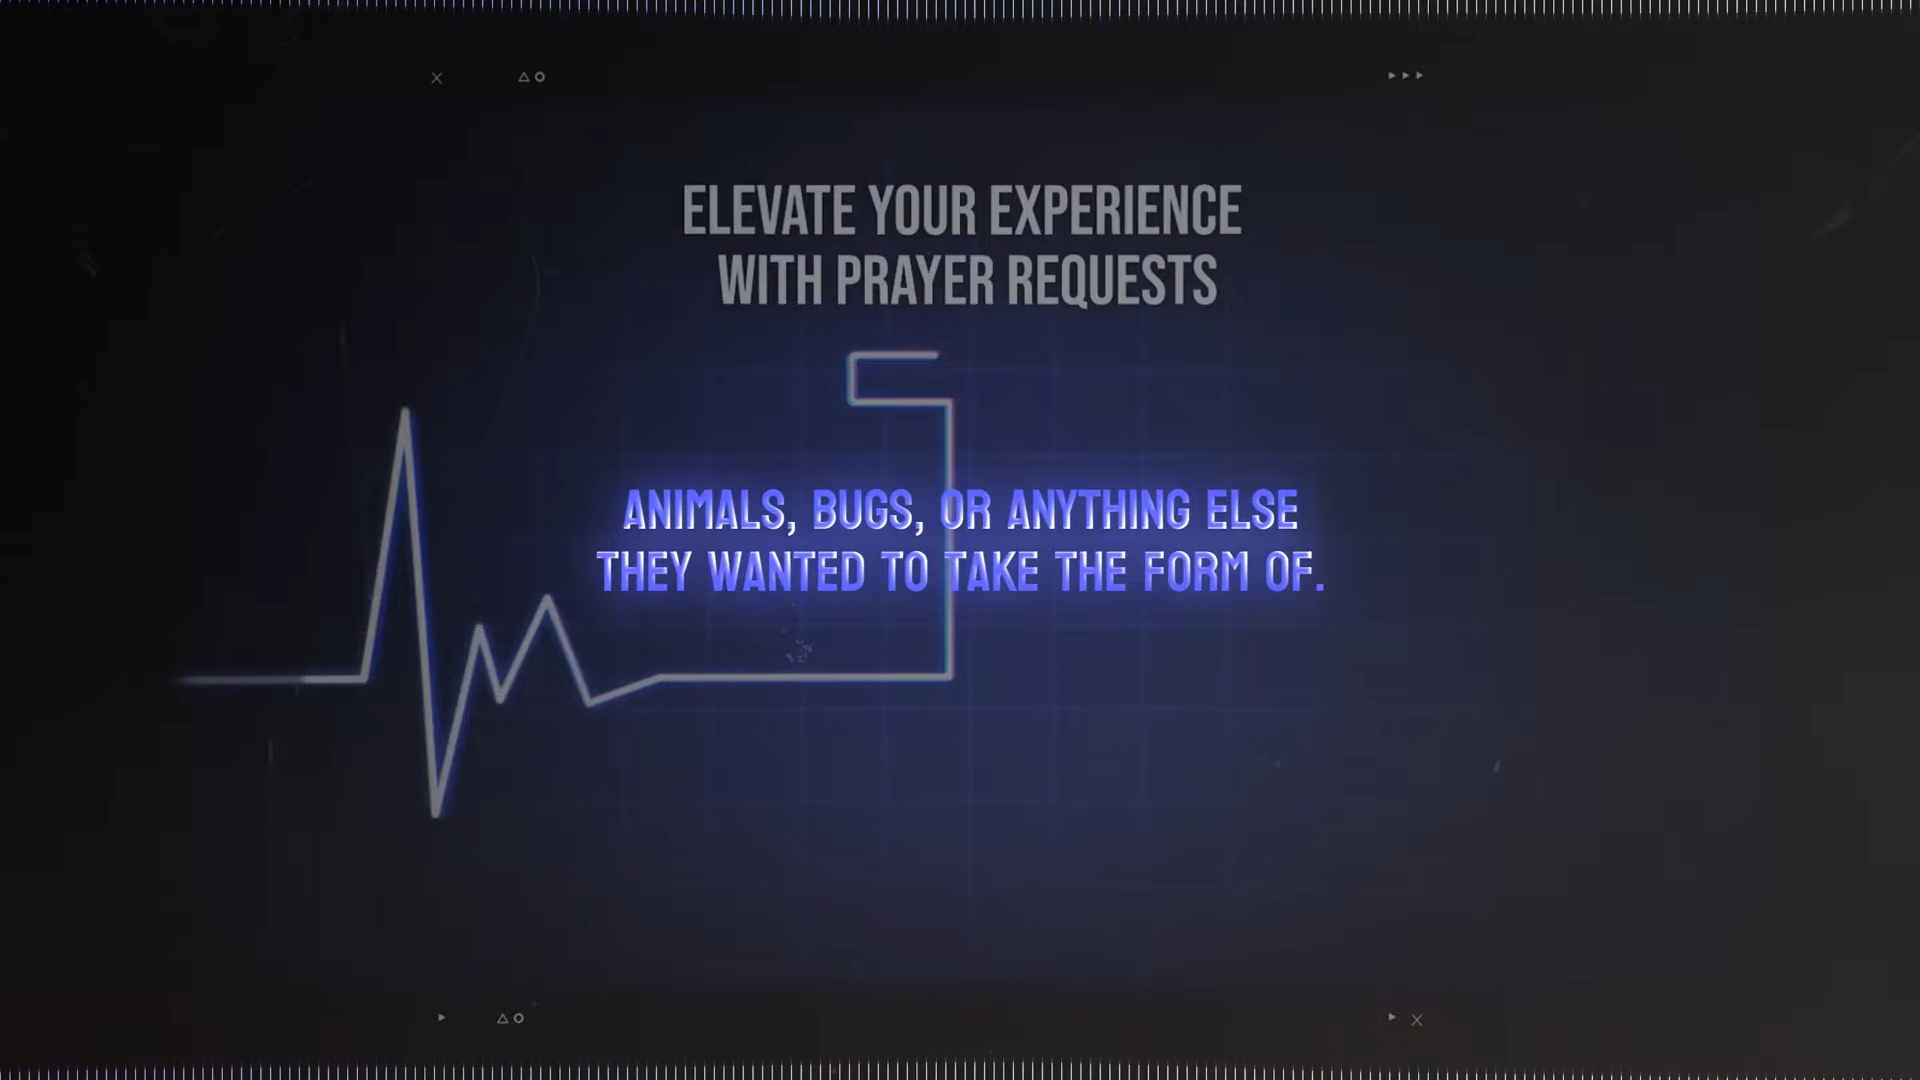 ELEVATE YOUR EXPERIENCE
WITH PRAYER REQUESTS
ANIMALS, BUGS, OR ANYTHING ELSE
THEY WANTED TO TAKE THE FORM OF.